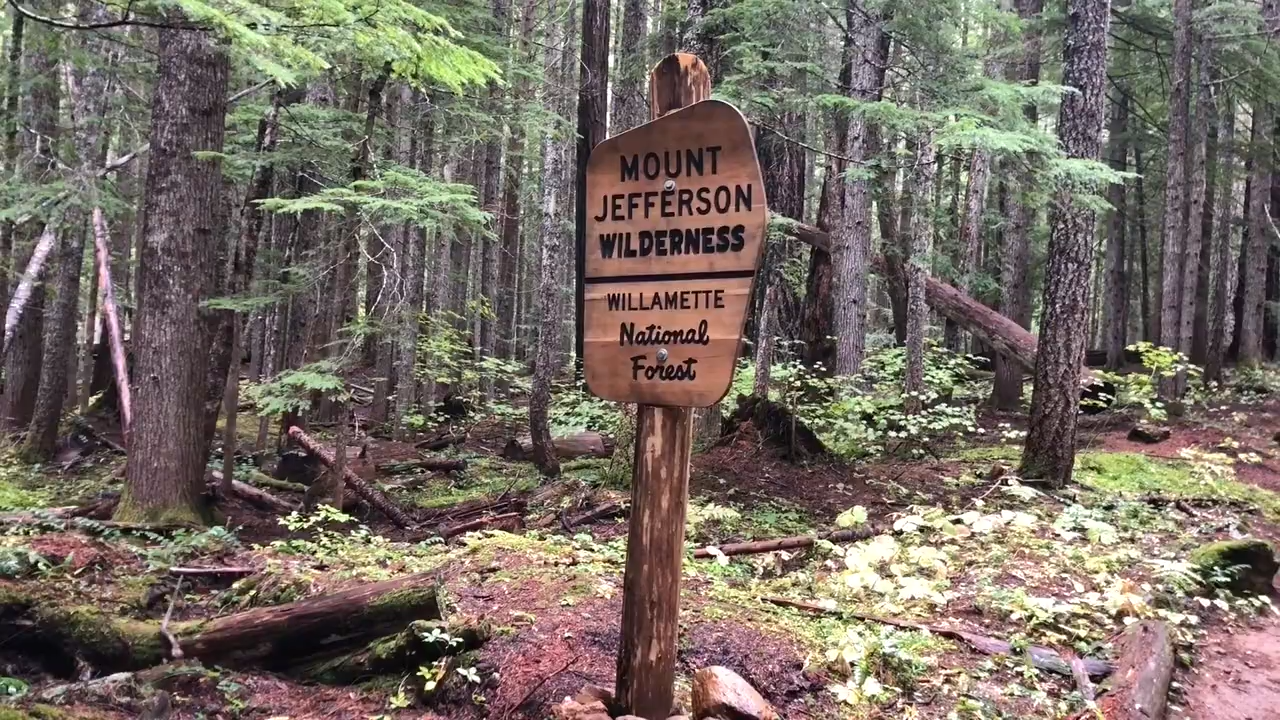 MOUNT
JEFFERSON
WILDERNESS
WILLAMETTE
National
Forest